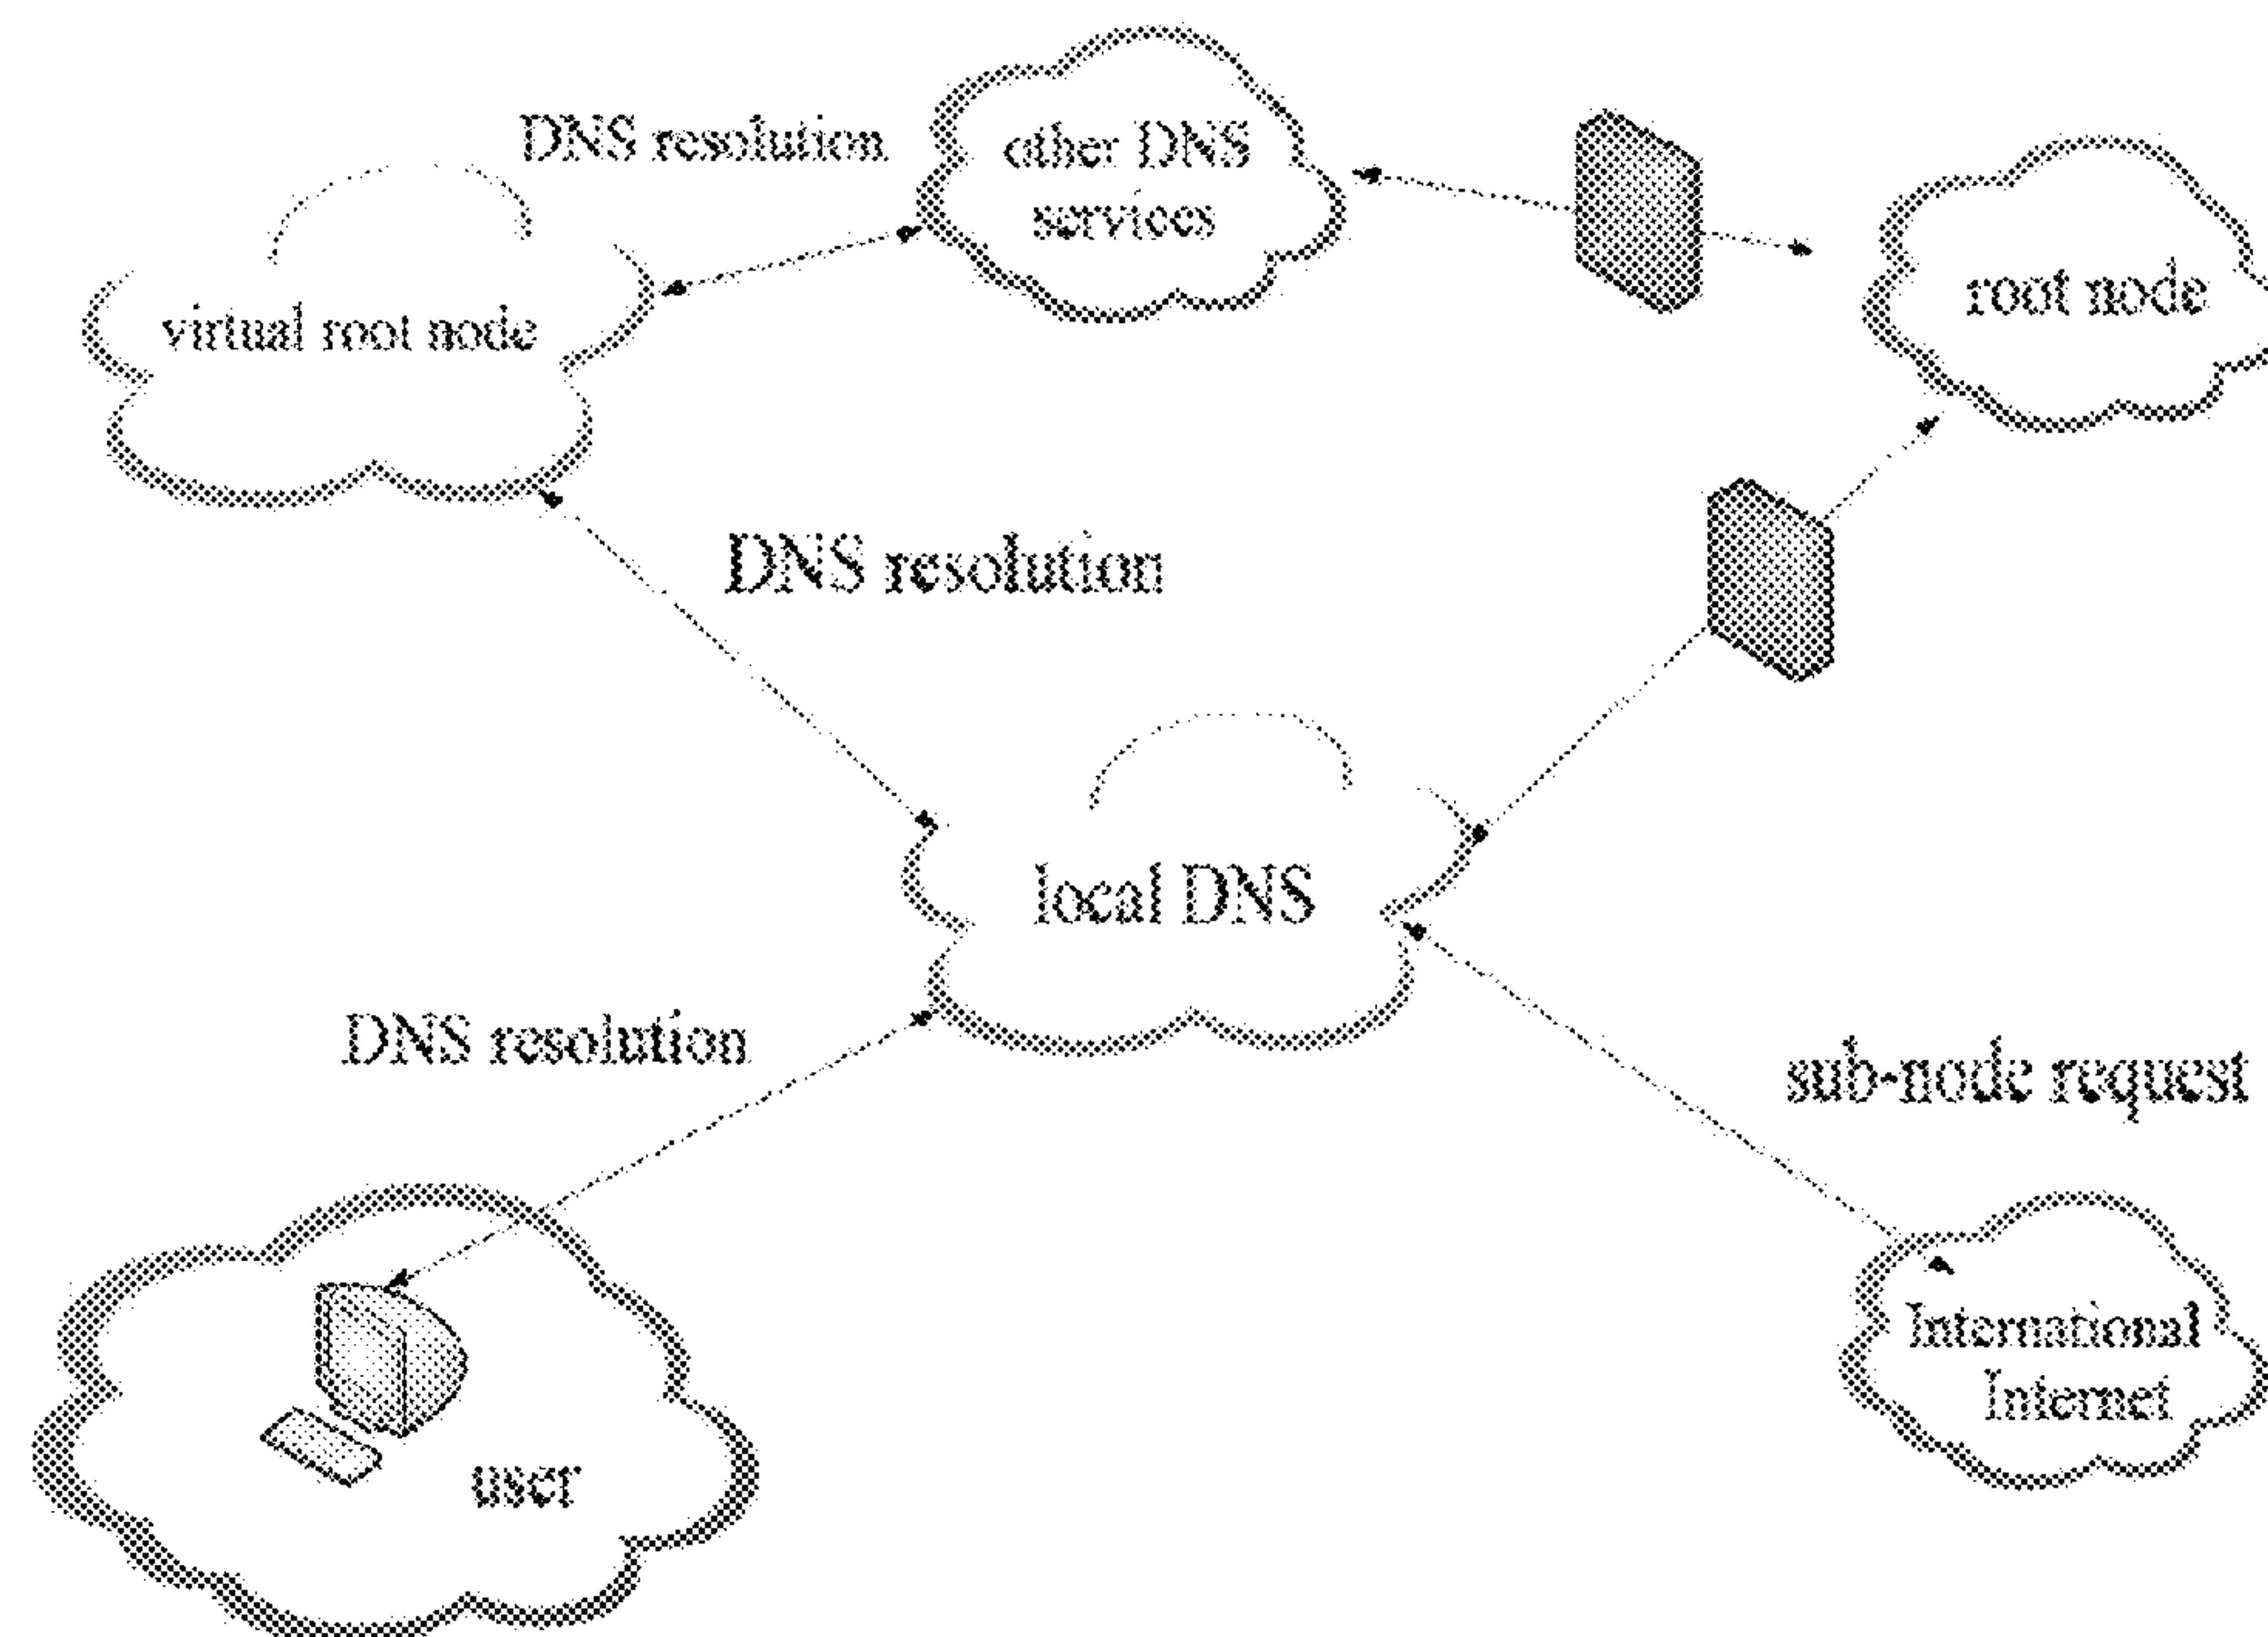 DNS resolution
other DNS
services
virtual root node
root node
DNS resolution
local DNS
DNS resolution
sub-node request
International
Internet
user